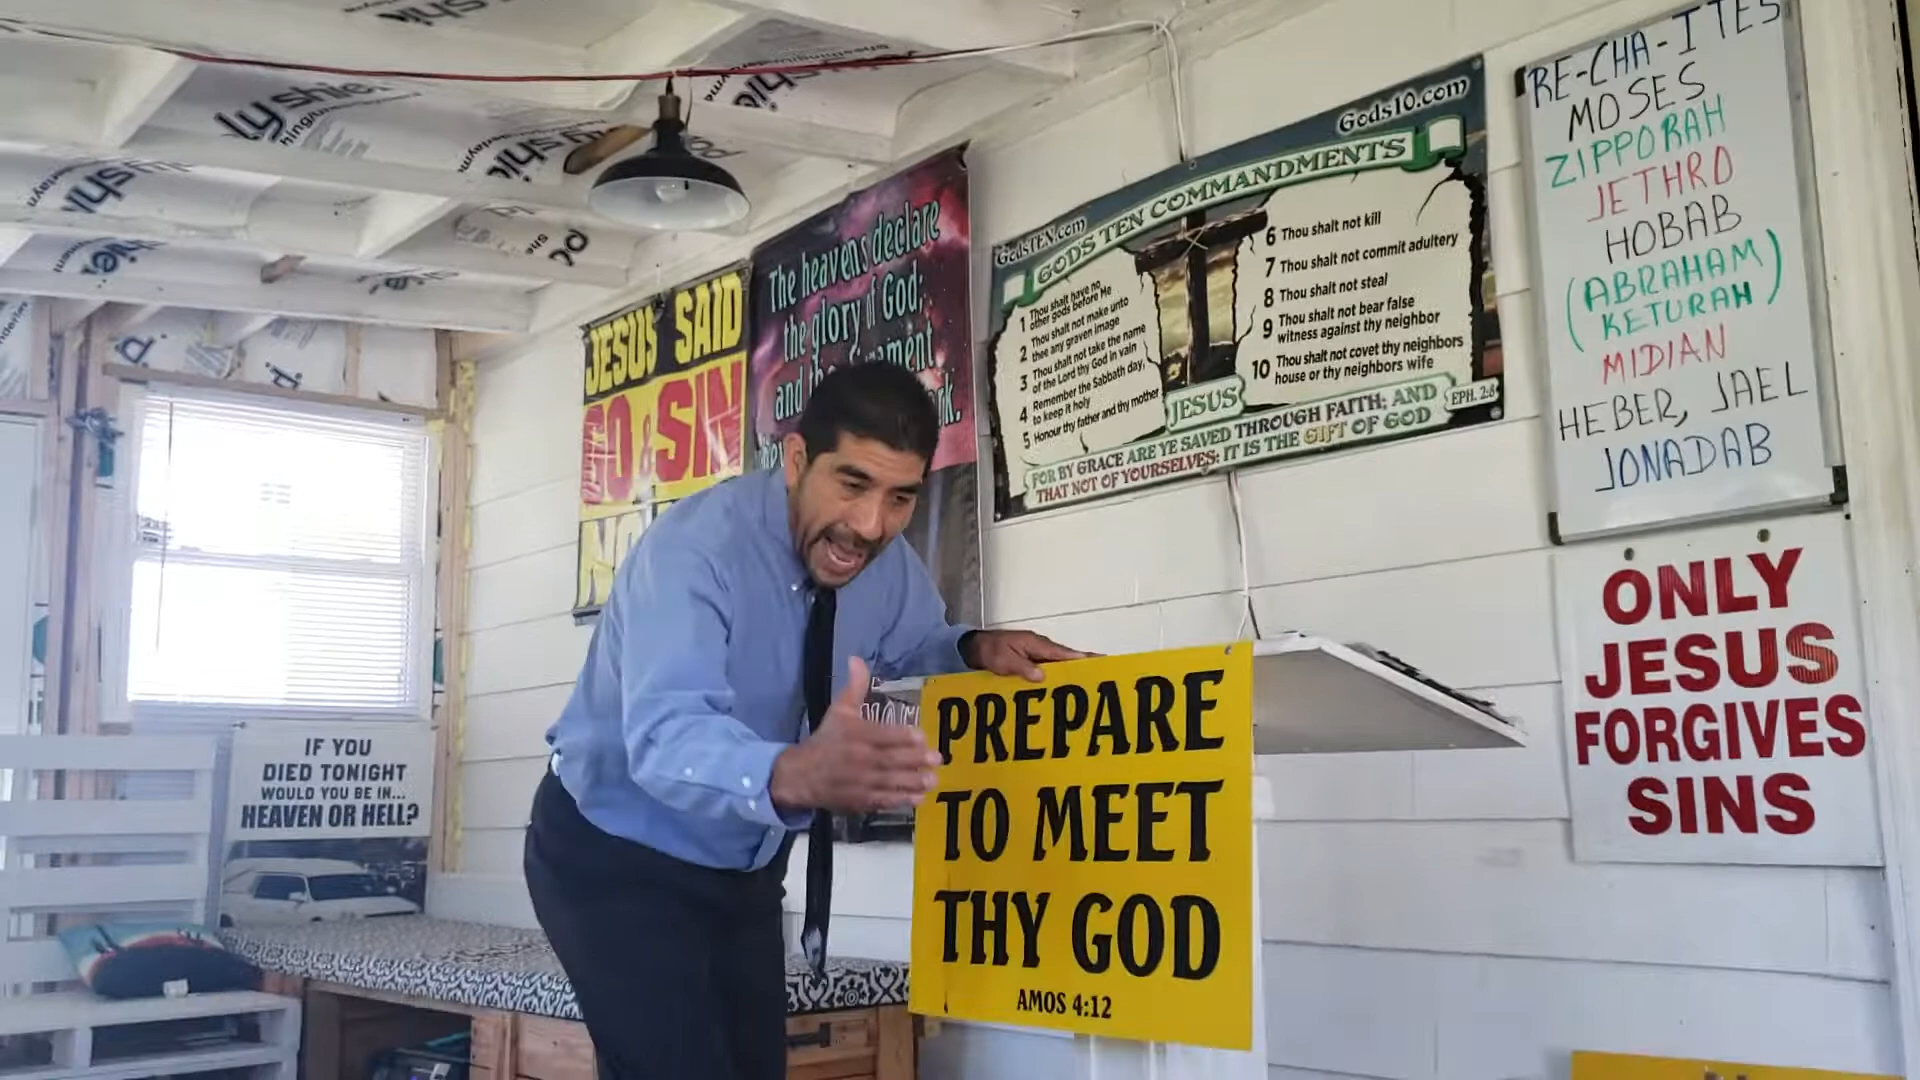 JESUS SAID
GO & SIN
NO
The heavens declare
the glory of God;
and
Gods10.com
GodsTEN.com
GOD'S TEN COMMANDMENTS
1 Thou shalt have no
other gods before Me
2 Thou shalt not make unto
thee any graven image
3 Thou shalt not take the name
of the Lord thy God in vain
4 Remember the Sabbath day,
to keep it holy
5 Honour thy father and thy mother
6 Thou shalt not kill
7 Thou shalt not commit adultery
8 Thou shalt not steal
9 Thou shalt not bear false
witness against thy neighbor
10 Thou shalt not covet thy neighbors
house or thy neighbors wife
JESUS
FOR BY GRACE ARE YE SAVED THROUGH FAITH; AND
THAT NOT OF YOURSELVES: IT IS THE GIFT OF GOD
EPH. 2:8
RE-CHA-ITES
MOSES
ZIPPORAH
JETHRO
HOBAB
(ABRAHAM)
KETURAH
MIDIAN
HEBER, JAEL
JONADAB
ONLY
JESUS
FORGIVES
SINS
IF YOU
DIED TONIGHT
WOULD YOU BE IN...
HEAVEN OR HELL?
PREPARE
TO MEET
THY GOD
AMOS 4:12